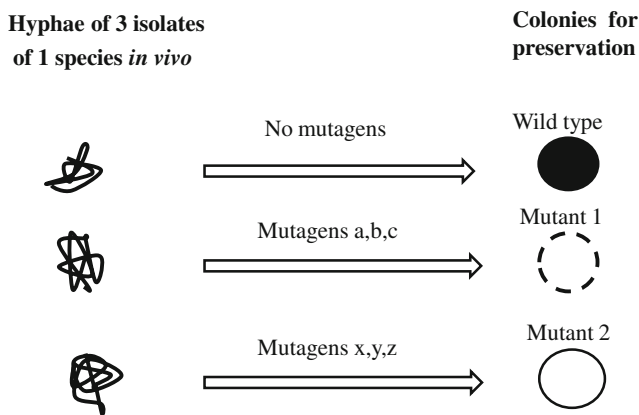 Hyphae of 3 isolates
of 1 species in vivo
Colonies for
preservation
No mutagens
Wild type
Mutagens a,b,c
Mutant 1
Mutagens x,y,z
Mutant 2